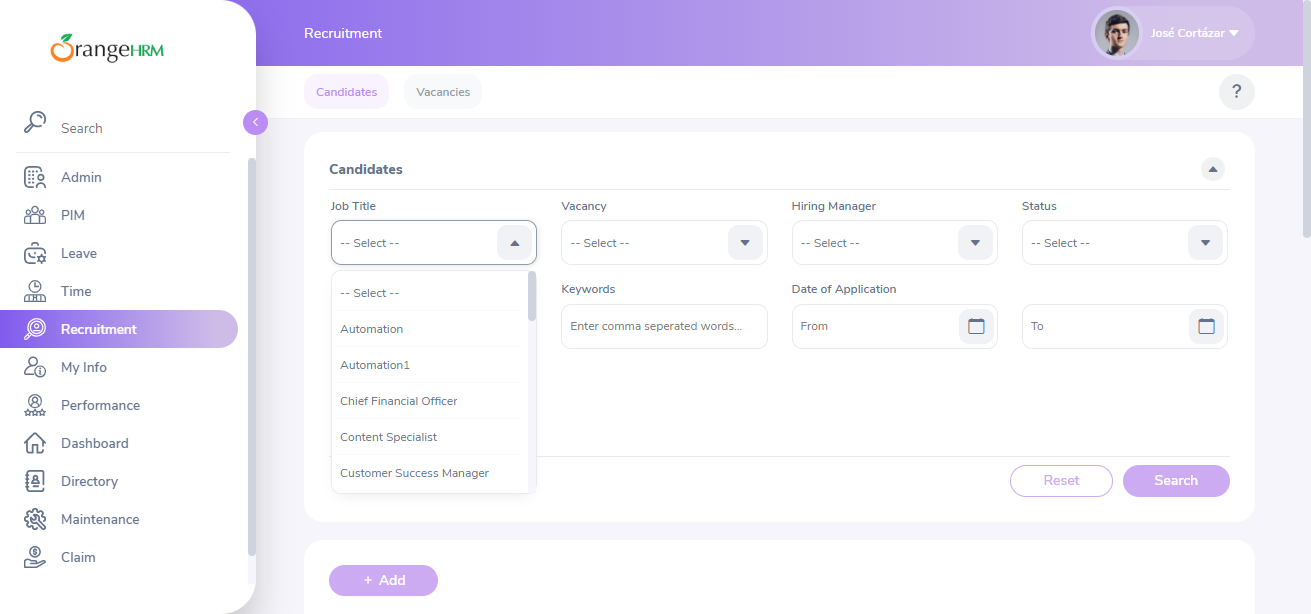 OrangeHRM
Search
Admin
PIM
Leave
Time
Recruitment
My Info
Performance
Dashboard
Directory
Maintenance
Claim
Recruitment
José Cortázar
Candidates
Vacancies
?
Candidates
Job Title
Vacancy
Hiring Manager
Status
-- Select --
-- Select --
-- Select --
-- Select --
-- Select --
Automation
Automation1
Chief Financial Officer
Content Specialist
Customer Success Manager
Keywords
Date of Application
Enter comma seperated words...
From
To
Reset
Search
+ Add